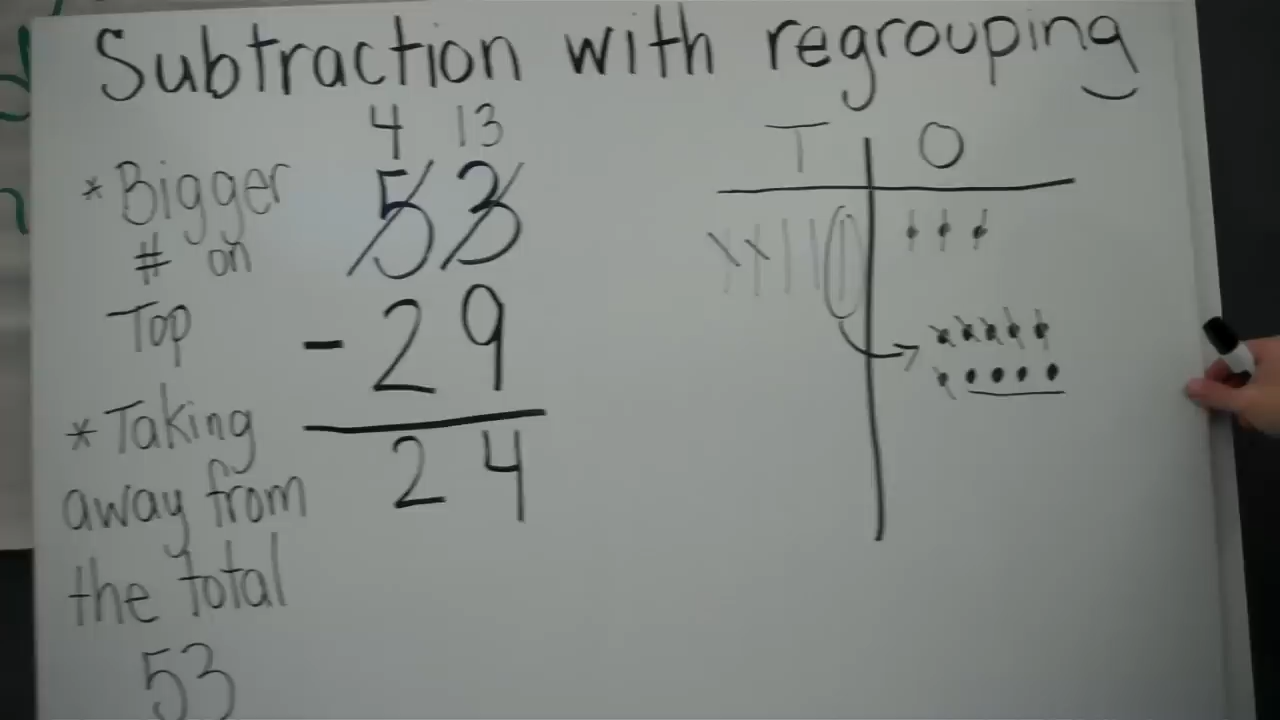 Subtraction with regrouping
* Bigger
# on
Top
* Taking
away from
the total
53
4 13
53
- 29
24
T O